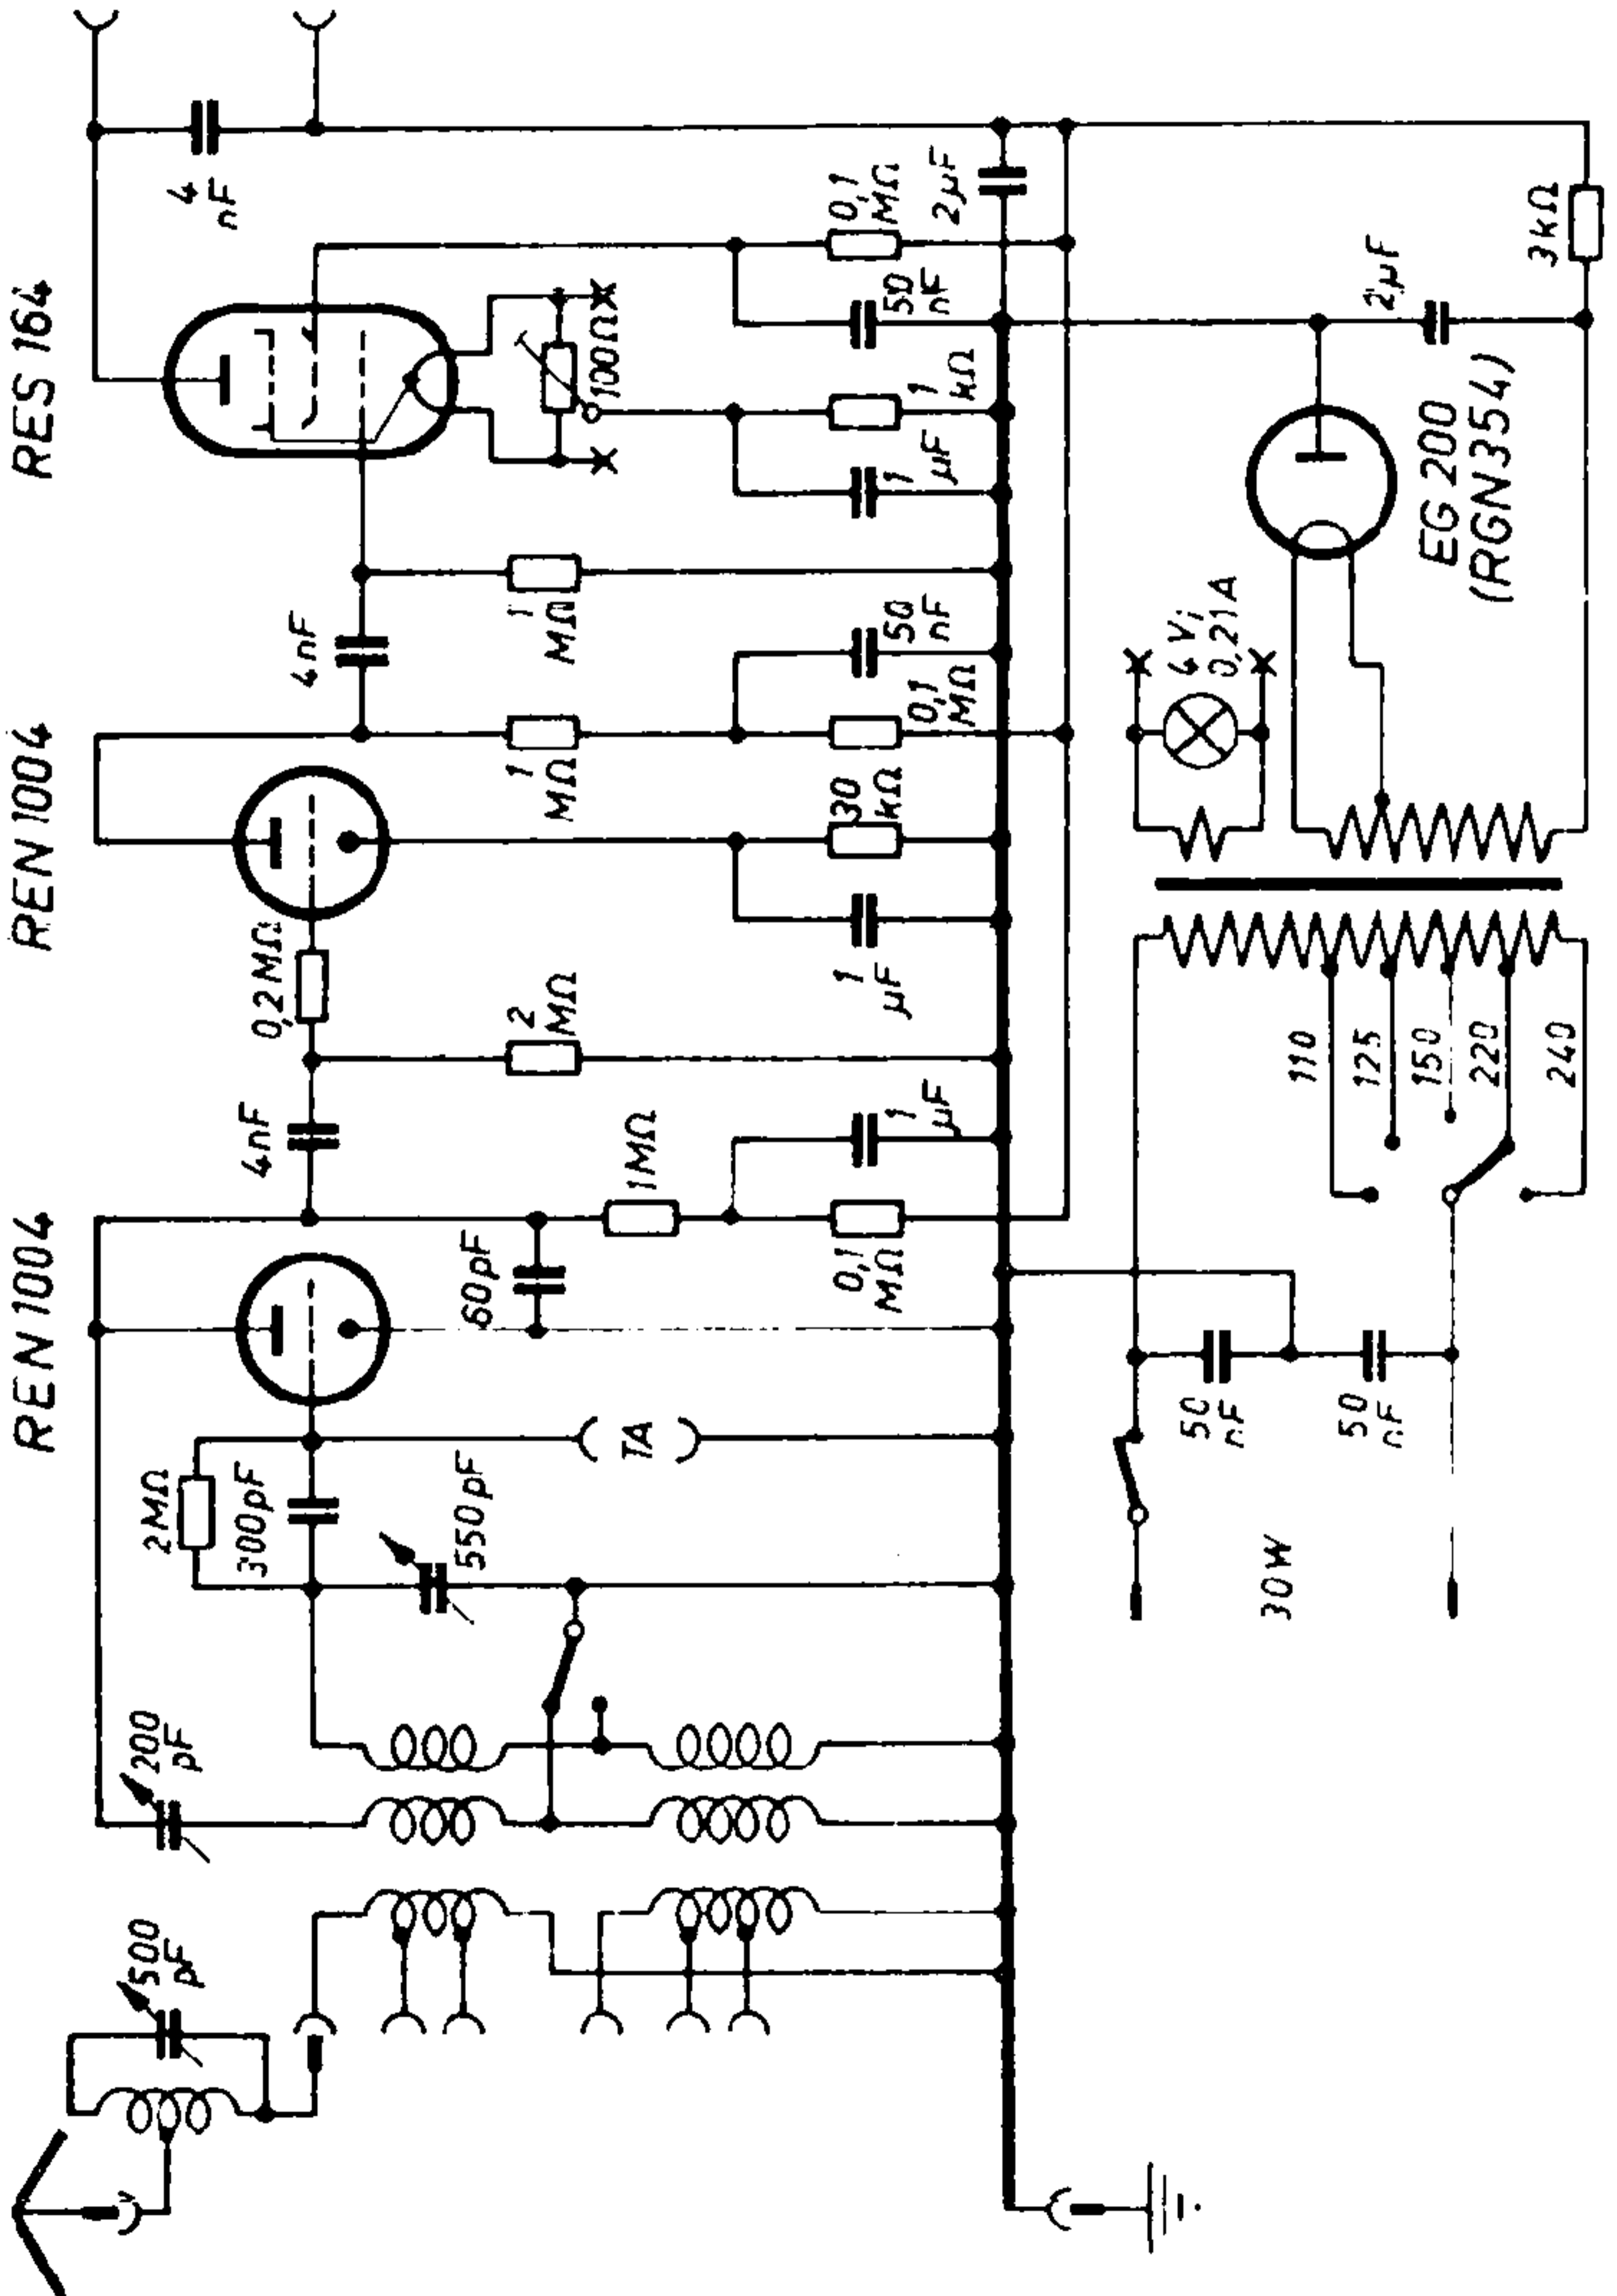 REN 1004
REN 1004
RES 164
500
pF
200
pF
2MΩ
300pF
550pF
TA
60pF
4nF
1MΩ
0,1
MΩ
1
µF
0,2MΩ
2
MΩ
1
µF
30
kΩ
1
MΩ
0,1
MΩ
50
nF
4nF
1
MΩ
1
µF
1
kΩ
100Ω
50
nF
0,1
MΩ
4
nF
2µF
30W
50
nF
50
nF
110
125
150
220
240
4V;
0,21A
EG 200
(RGN354)
2µF
3kΩ